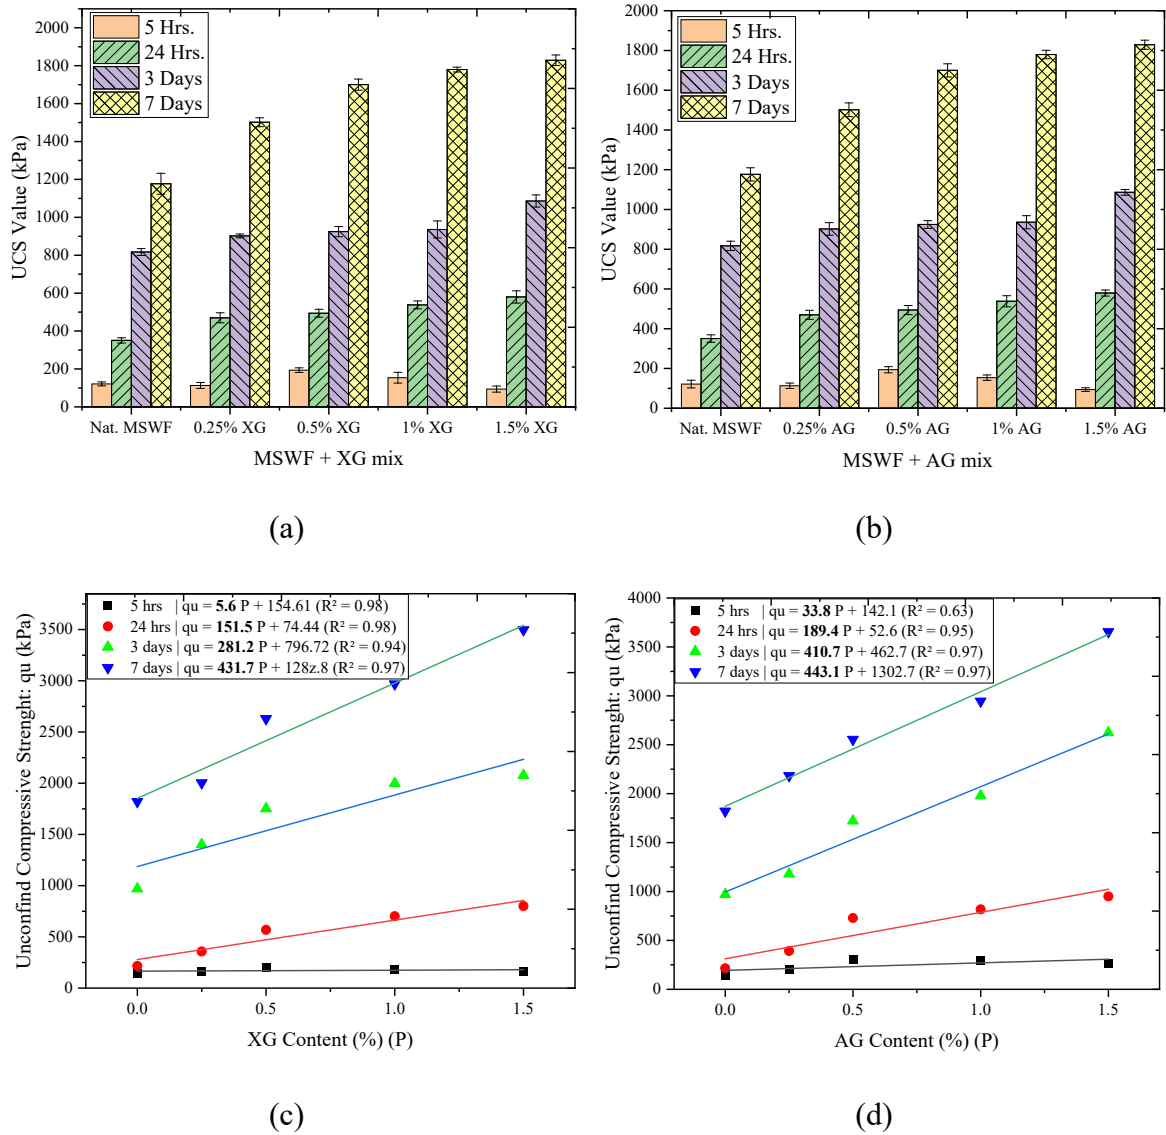 5 Hrs.
24 Hrs.
3 Days
7 Days
UCS Value (kPa)
2000
1800
1600
1400
1200
1000
800
600
400
200
0
Nat. MSWF 0.25% XG 0.5% XG 1% XG 1.5% XG
MSWF + XG mix
(a)
5 Hrs.
24 Hrs.
3 Days
7 Days
UCS Value (kPa)
2000
1800
1600
1400
1200
1000
800
600
400
200
0
Nat. MSWF 0.25% AG 0.5% AG 1% AG 1.5% AG
MSWF + AG mix
(b)
5 hrs | qu = 5.6 P + 154.61 (R² = 0.98)
24 hrs | qu = 151.5 P + 74.44 (R² = 0.98)
3 days | qu = 281.2 P + 796.72 (R² = 0.94)
7 days | qu = 431.7 P + 128z.8 (R² = 0.97)
Unconfind Compressive Strenght: qu (kPa)
3500
3000
2500
2000
1500
1000
500
0
0.0 0.5 1.0 1.5
XG Content (%) (P)
(c)
5 hrs | qu = 33.8 P + 142.1 (R² = 0.63)
24 hrs | qu = 189.4 P + 52.6 (R² = 0.95)
3 days | qu = 410.7 P + 462.7 (R² = 0.97)
7 days | qu = 443.1 P + 1302.7 (R² = 0.97)
Unconfind Compressive Strenght: qu (kPa)
4000
3500
3000
2500
2000
1500
1000
500
0
0.0 0.5 1.0 1.5
AG Content (%) (P)
(d)